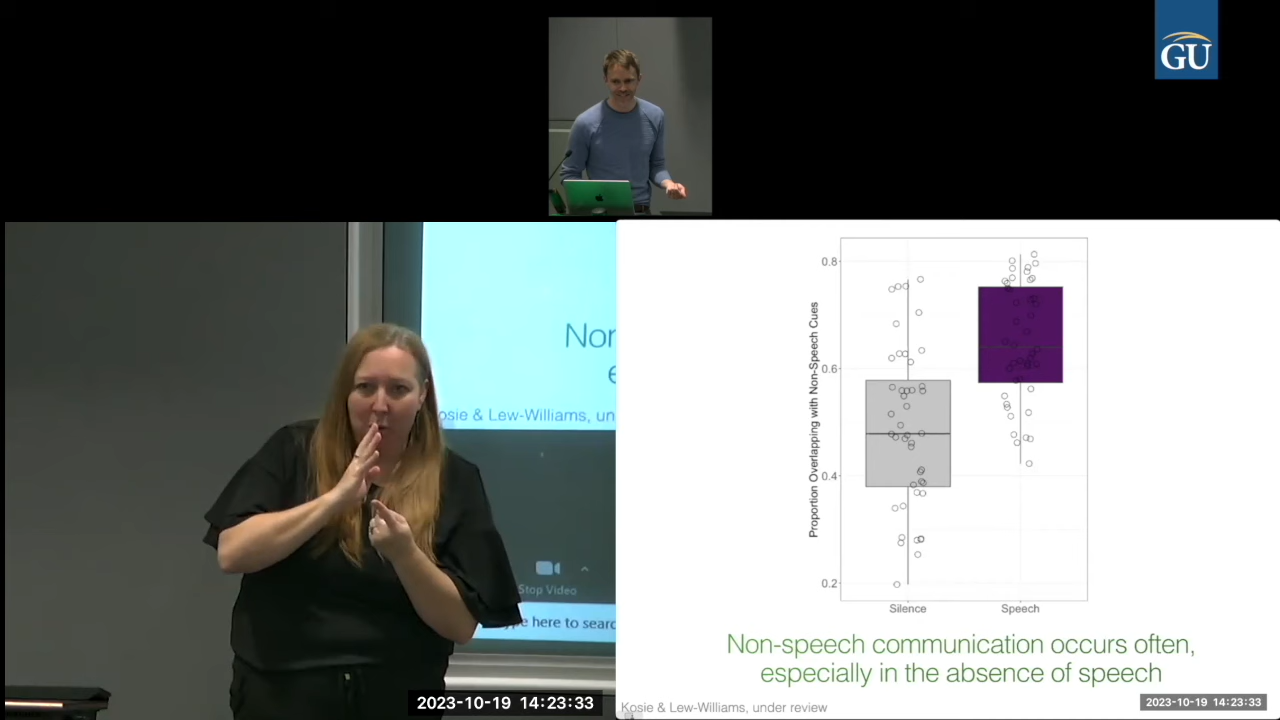 GU
0.8
0.6
0.4
0.2
Proportion Overlapping with Non-Speech Cues
Silence
Speech
Non-speech communication occurs often,
especially in the absence of speech
Kosie & Lew-Williams, under review
2023-10-19 14:23:33
Nor
e
osie & Lew-Williams, un
Stop Video
pe here to searc
2023-10-19 14:23:33